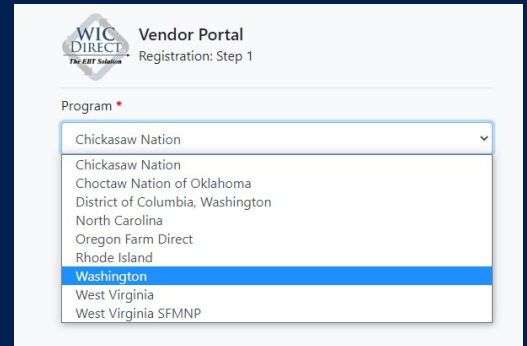 WIC
DIRECT
The EBT Solution
Vendor Portal
Registration: Step 1
Program *
Chickasaw Nation
Chickasaw Nation
Choctaw Nation of Oklahoma
District of Columbia, Washington
North Carolina
Oregon Farm Direct
Rhode Island
Washington
West Virginia
West Virginia SFMNP